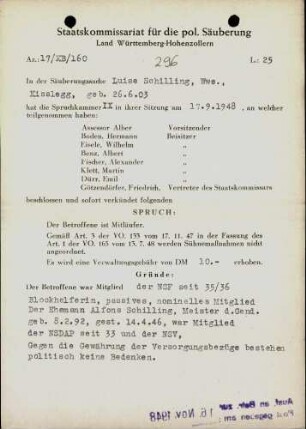 Staatskommissariat für die pol. Säuberung
Land Württemberg-Hohenzollern
Az.: 17/KB/160
296
L.: 25
In der Säuberungssache Luise Schilling, Wwe.,
Kisslegg, geb. 26.6.03
hat die Spruchkammer IX in ihrer Sitzung am 17.9.1948, an welcher
teilgenommen haben:
Assessor Alber Vorsitzender
Boden, Hermann Beisitzer
Eisele, Wilhelm „
Benz, Albert „
Fischer, Alexander „
Klett, Martin „
Dürr, Emil „
Götzendörfer, Friedrich, Vertreter des Staatskommissars
beschlossen und sofort verkündet folgenden
SPRUCH:
Der Betroffene ist Mitläufer.
Gemäß Art. 3 der VO. 133 vom 17. 11. 47 in der Fassung des
Art. 1 der VO. 165 vom 13. 7. 48 werden Sühnemaßnahmen nicht
angeordnet.
Es wird eine Verwaltungsgebühr von DM 10.- erhoben.
Gründe:
Der Betroffene war Mitglied der NSF seit 35/36
Blockhelferin, passives, nominelles Mitglied
Der Ehemann Alfons Schilling, Meister d.Gend.
geb. 8.2.92, gest. 14.4.46, war Mitglied
der NSDAP seit 33 und der NSV,
Gegen die Gewährung der Versorgungsbezüge bestehen
politisch keine Bedenken.
16. Nov. 1948